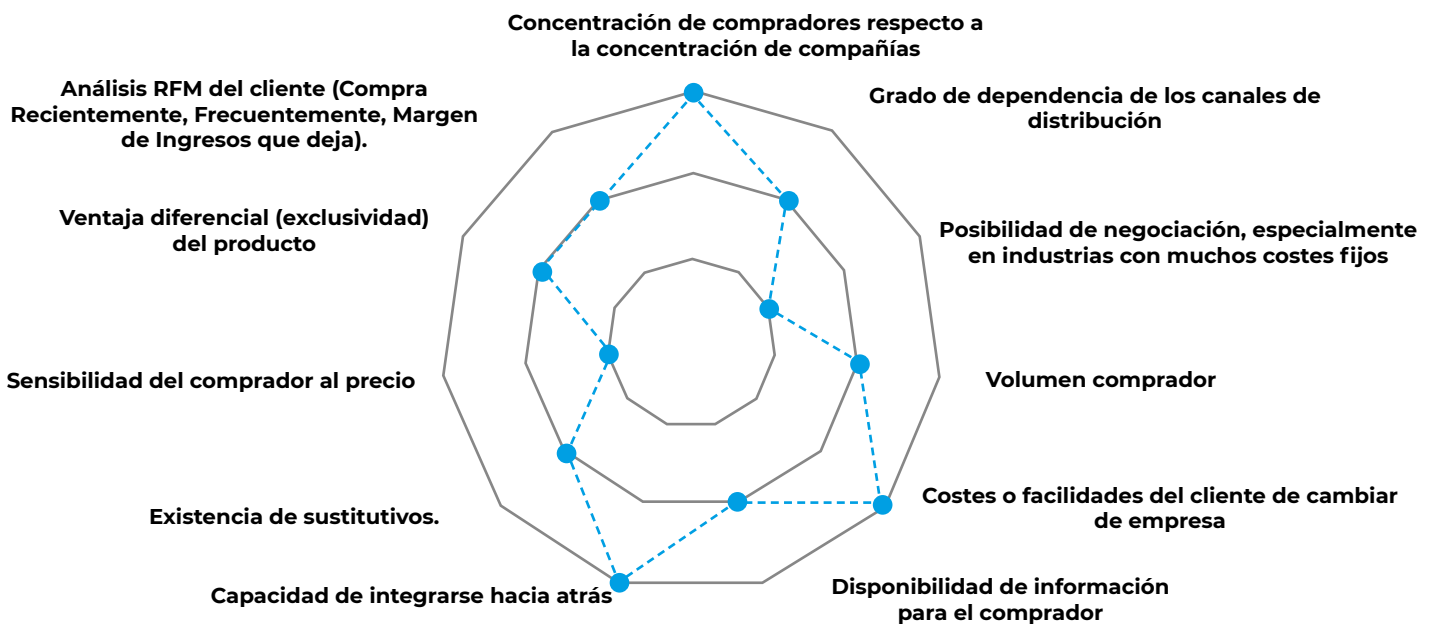 Concentración de compradores respecto a
la concentración de compañías
Grado de dependencia de los canales de
distribución
Posibilidad de negociación, especialmente
en industrias con muchos costes fijos
Volumen comprador
Costes o facilidades del cliente de cambiar
de empresa
Disponibilidad de información
para el comprador
Capacidad de integrarse hacia atrás
Existencia de sustitutivos.
Sensibilidad del comprador al precio
Ventaja diferencial (exclusividad)
del producto
Análisis RFM del cliente (Compra
Recientemente, Frecuentemente, Margen
de Ingresos que deja).